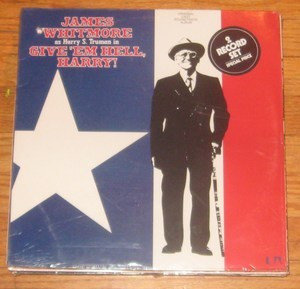 JAMES
WHITMORE
as Harry S. Truman in
GIVE 'EM HELL,
HARRY!
2
RECORD
SET
SPECIAL PRICE